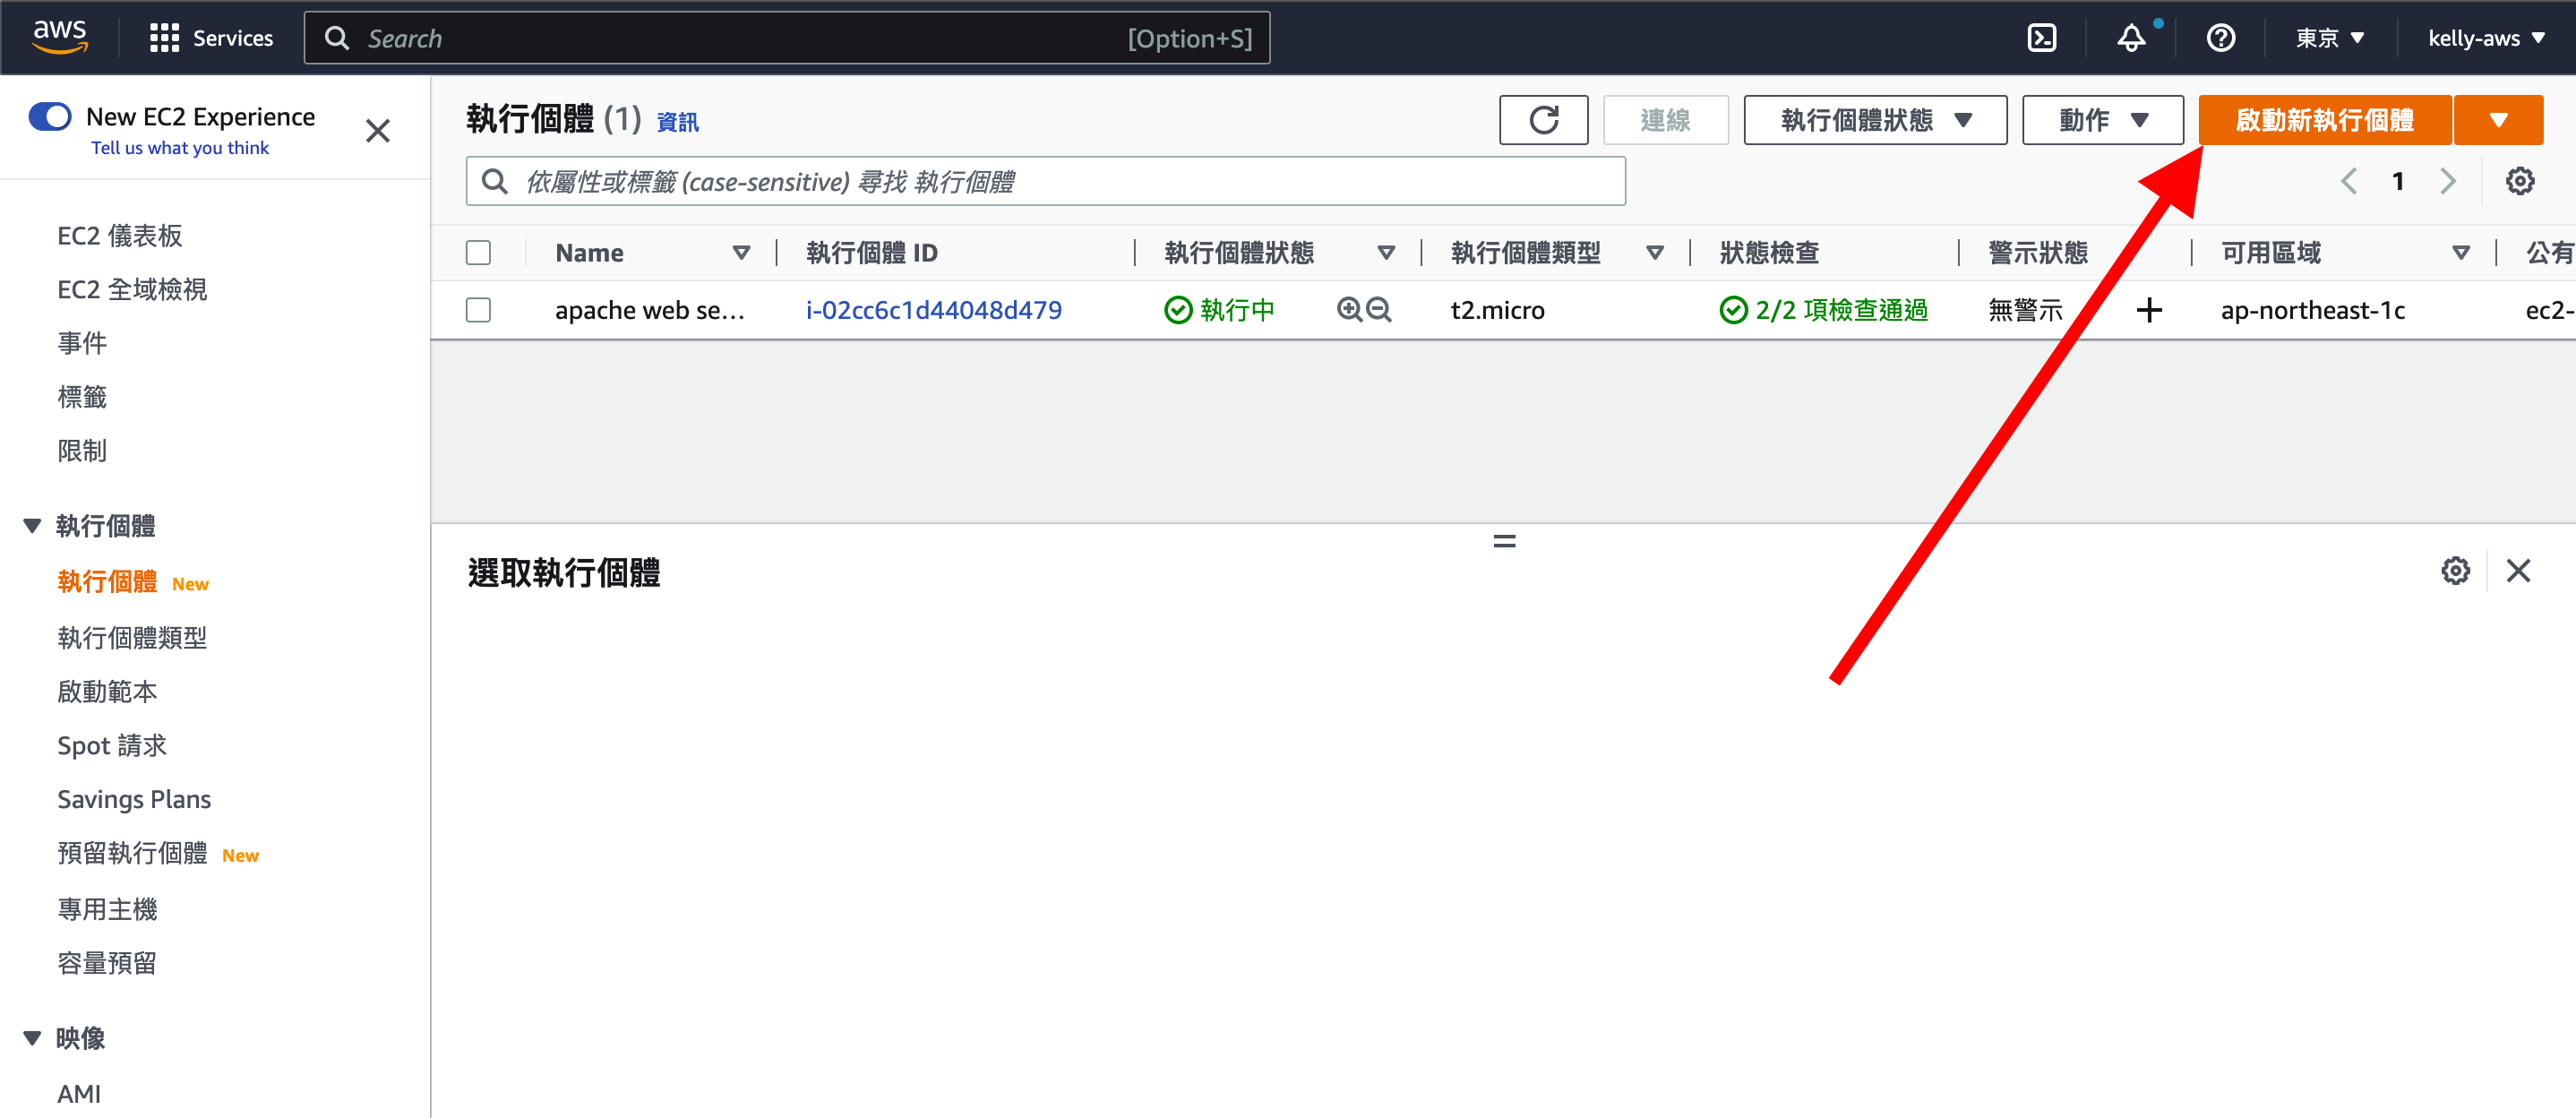 aws
Services
Search
[Option+S]
東京
kelly-aws
New EC2 Experience
Tell us what you think
EC2 儀表板
EC2 全域檢視
事件
標籤
限制
執行個體
執行個體 New
執行個體類型
啟動範本
Spot 請求
Savings Plans
預留執行個體 New
專用主機
容量預留
映像
AMI
執行個體 (1) 資訊
連線
執行個體狀態
動作
啟動新執行個體
依屬性或標籤 (case-sensitive) 尋找 執行個體
1
Name
執行個體 ID
執行個體狀態
執行個體類型
狀態檢查
警示狀態
可用區域
公有
apache web se...
i-02cc6c1d44048d479
執行中
t2.micro
2/2 項檢查通過
無警示
ap-northeast-1c
ec2-
選取執行個體